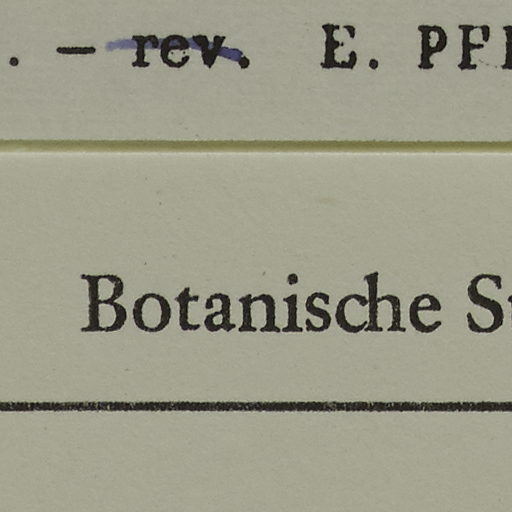 . — rev. E. PF
Botanische S